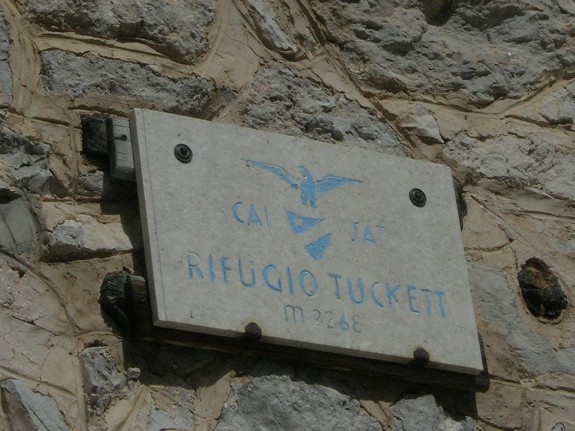 CAI SAT
RIFUGIO TUCKETT
m 2268